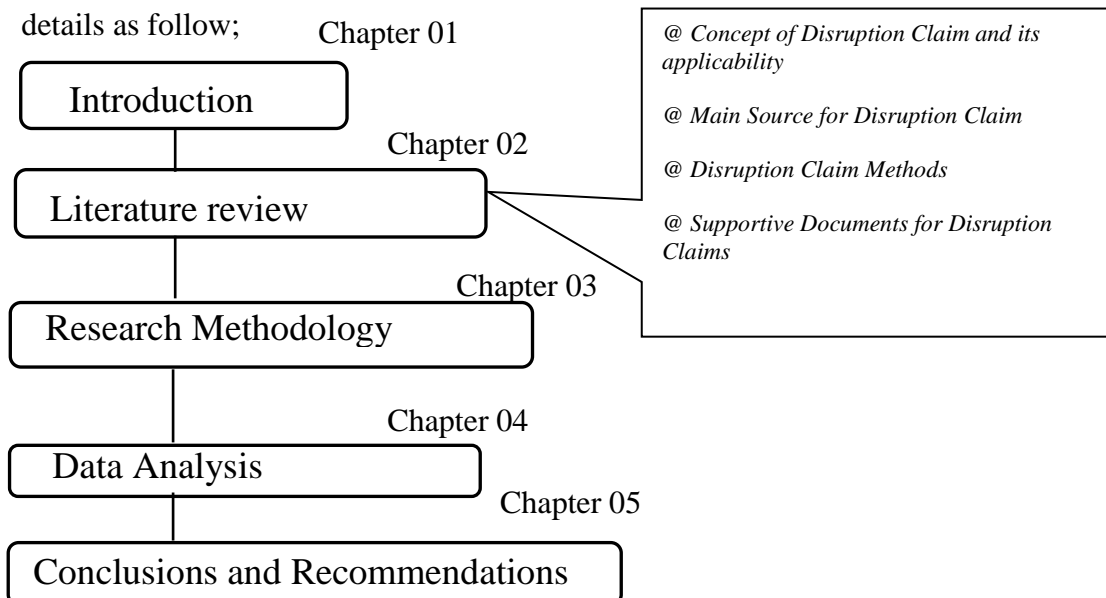 details as follow;
Chapter 01
Introduction
Chapter 02
Literature review
@ Concept of Disruption Claim and its
applicability
@ Main Source for Disruption Claim
@ Disruption Claim Methods
@ Supportive Documents for Disruption
Claims
Chapter 03
Research Methodology
Chapter 04
Data Analysis
Chapter 05
Conclusions and Recommendations